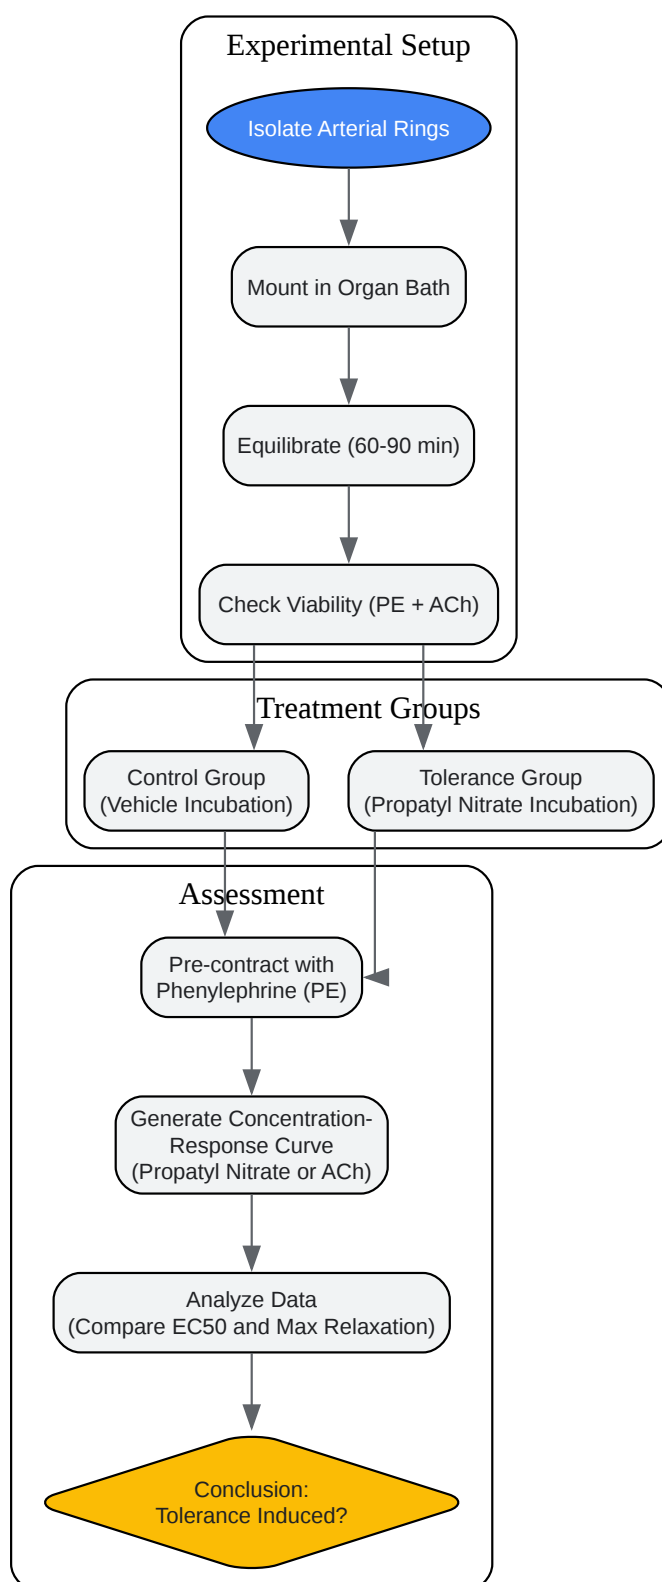 Experimental Setup
Isolate Arterial Rings
Mount in Organ Bath
Equilibrate (60-90 min)
Check Viability (PE + ACh)
Treatment Groups
Control Group
(Vehicle Incubation)
Tolerance Group
(Propatyl Nitrate Incubation)
Assessment
Pre-contract with
Phenylephrine (PE)
Generate Concentration-
Response Curve
(Propatyl Nitrate or ACh)
Analyze Data
(Compare EC50 and Max Relaxation)
Conclusion:
Tolerance Induced?